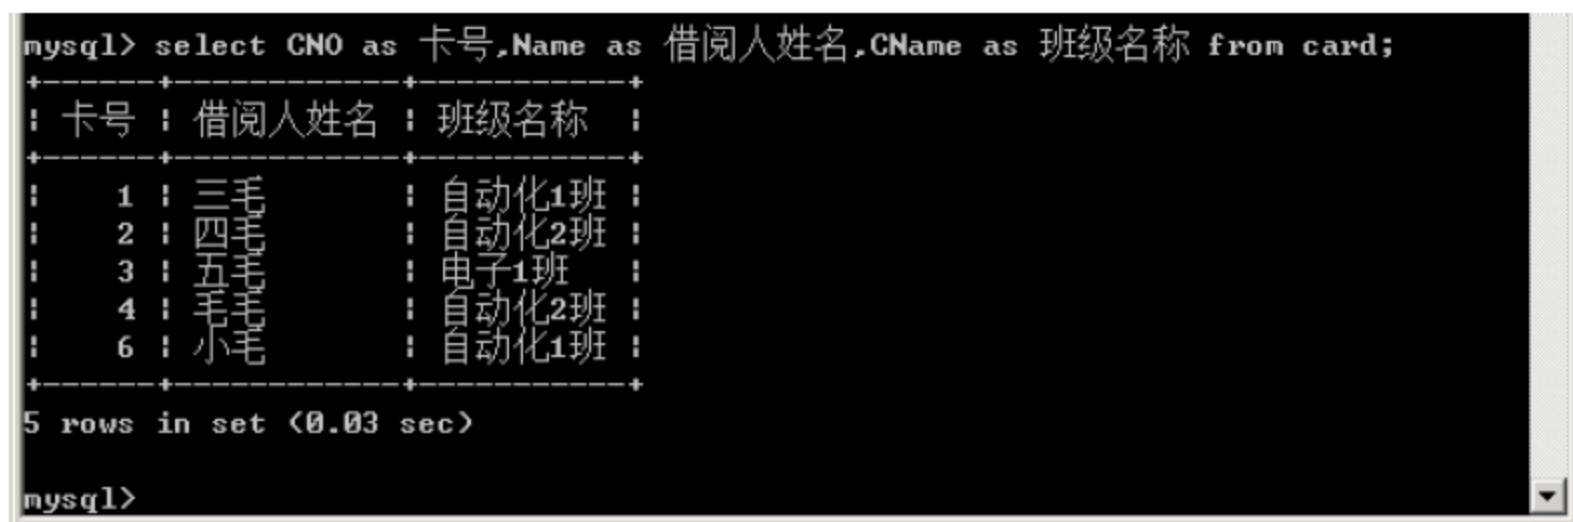 mysql> select CNO as 卡号,Name as 借阅人姓名,CName as 班级名称 from card;
+------+------------+-----------+
| 卡号 | 借阅人姓名 | 班级名称 |
+------+------------+-----------+
| 1 | 三毛 | 自动化1班 |
| 2 | 四毛 | 自动化2班 |
| 3 | 五毛 | 电子1班 |
| 4 | 毛毛 | 自动化2班 |
| 6 | 小毛 | 自动化1班 |
+------+------------+-----------+
5 rows in set (0.03 sec)
mysql>